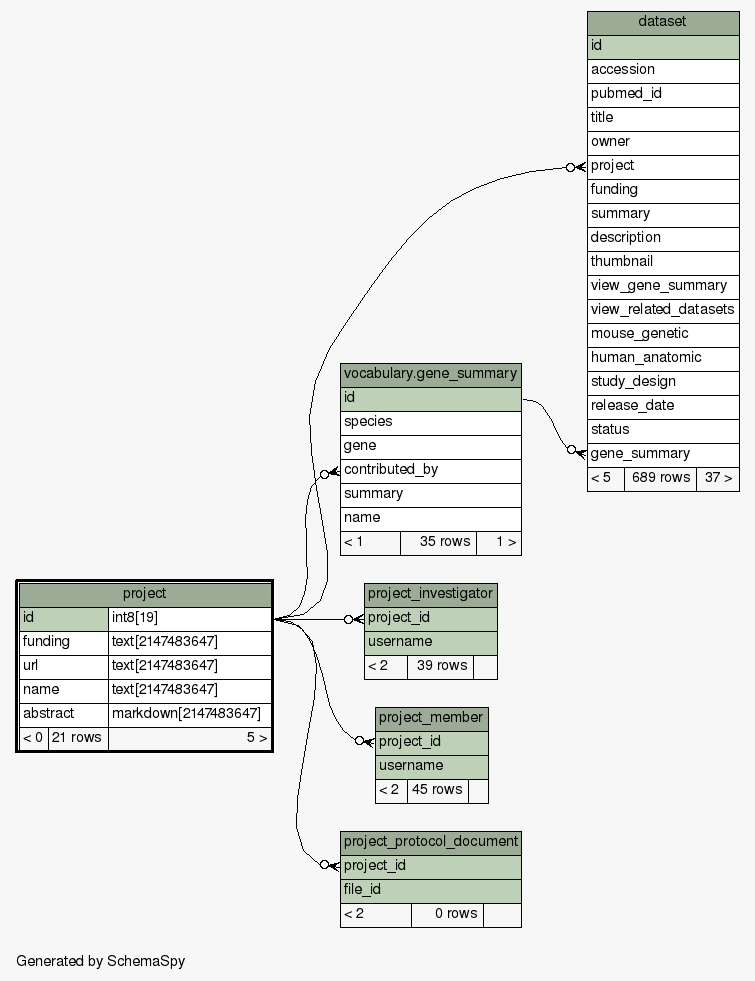 dataset
id
accession
pubmed_id
title
owner
project
funding
summary
description
thumbnail
view_gene_summary
view_related_datasets
mouse_genetic
human_anatomic
study_design
release_date
status
gene_summary
< 5 689 rows 37 >
vocabulary.gene_summary
id
species
gene
contributed_by
summary
name
< 1 35 rows 1 >
project
id int8[19]
funding text[2147483647]
url text[2147483647]
name text[2147483647]
abstract markdown[2147483647]
< 0 21 rows 5 >
project_investigator
project_id
username
< 2 39 rows
project_member
project_id
username
< 2 45 rows
project_protocol_document
project_id
file_id
< 2 0 rows
Generated by SchemaSpy